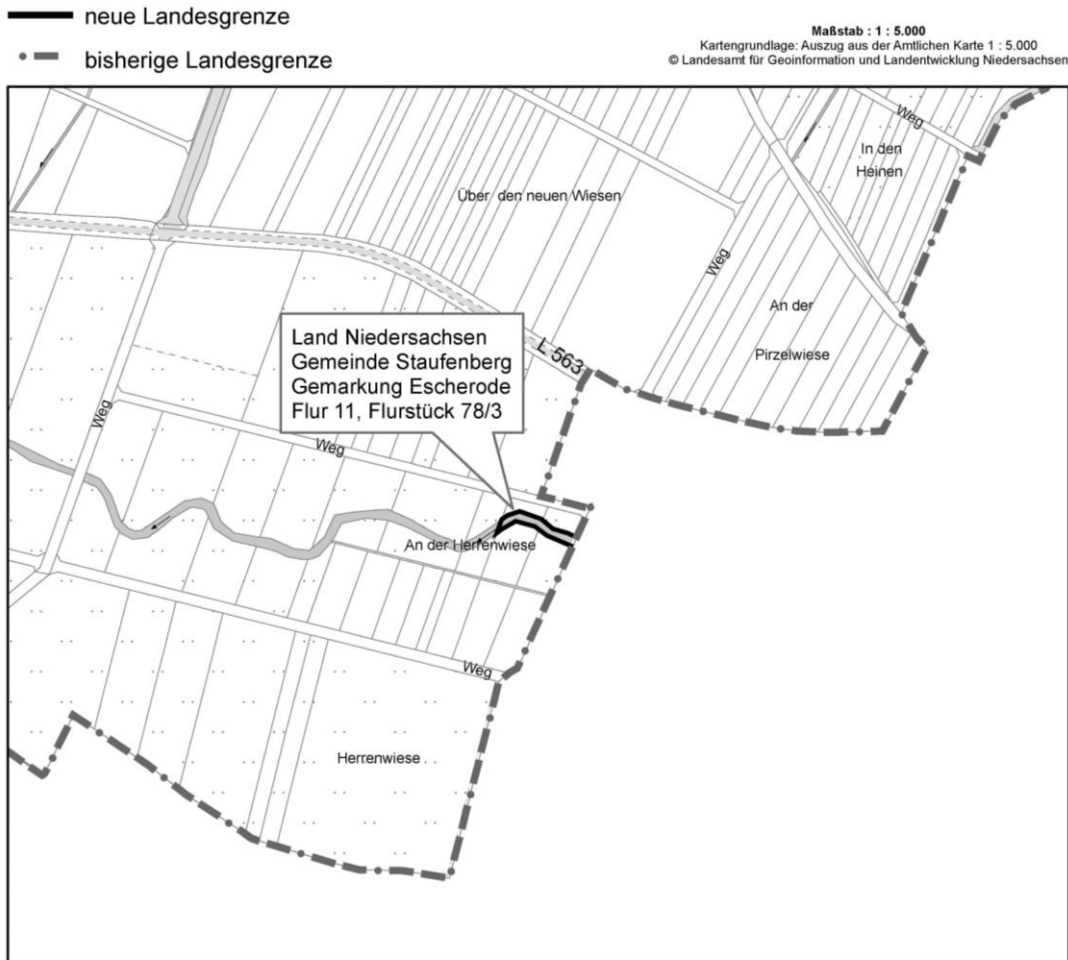 neue Landesgrenze
bisherige Landesgrenze
Maßstab : 1 : 5.000
Kartengrundlage: Auszug aus der Amtlichen Karte 1 : 5.000
© Landesamt für Geoinformation und Landentwicklung Niedersachsen
Weg
In den
Heinen
Über den neuen Wiesen
Weg
An der
Pirzelwiese
L 563
Land Niedersachsen
Gemeinde Staufenberg
Gemarkung Escherode
Flur 11, Flurstück 78/3
Weg
Weg
An der Herrenwiese
Weg
Herrenwiese